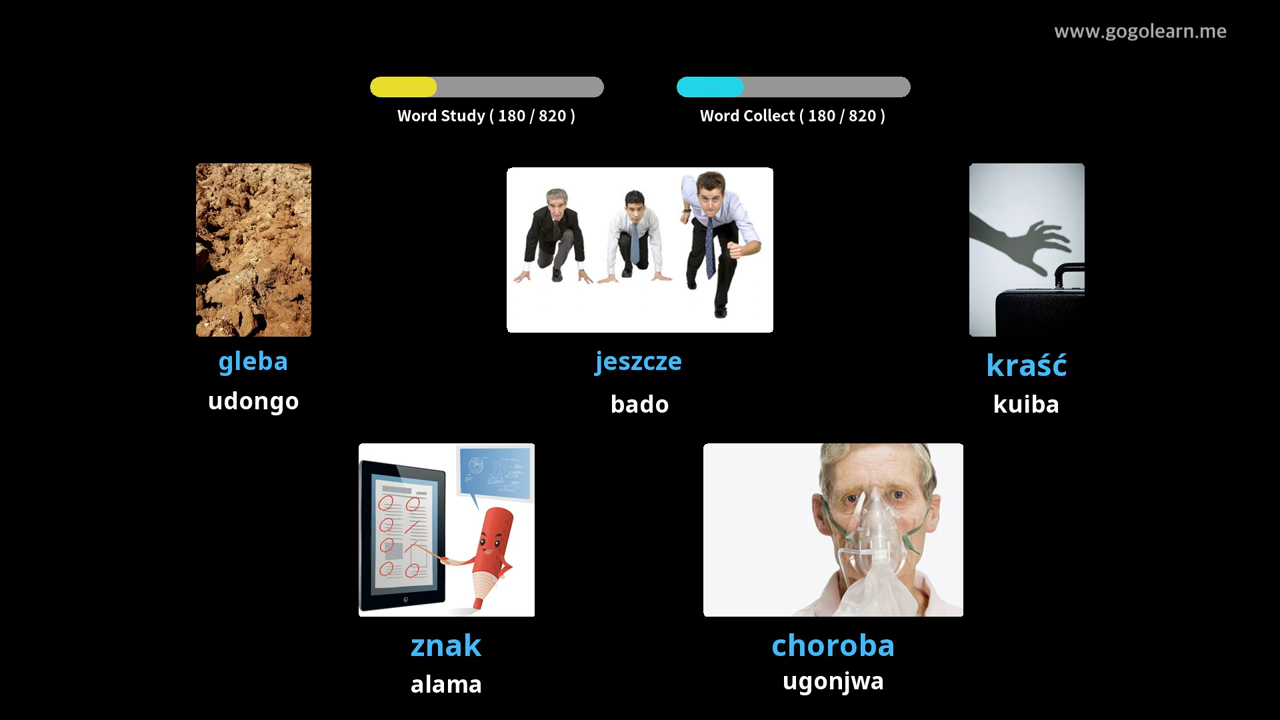 www.gogolearn.me
Word Study ( 180 / 820 )
Word Collect ( 180 / 820 )
gleba
udongo
jeszcze
bado
kraść
kuiba
znak
alama
choroba
ugonjwa